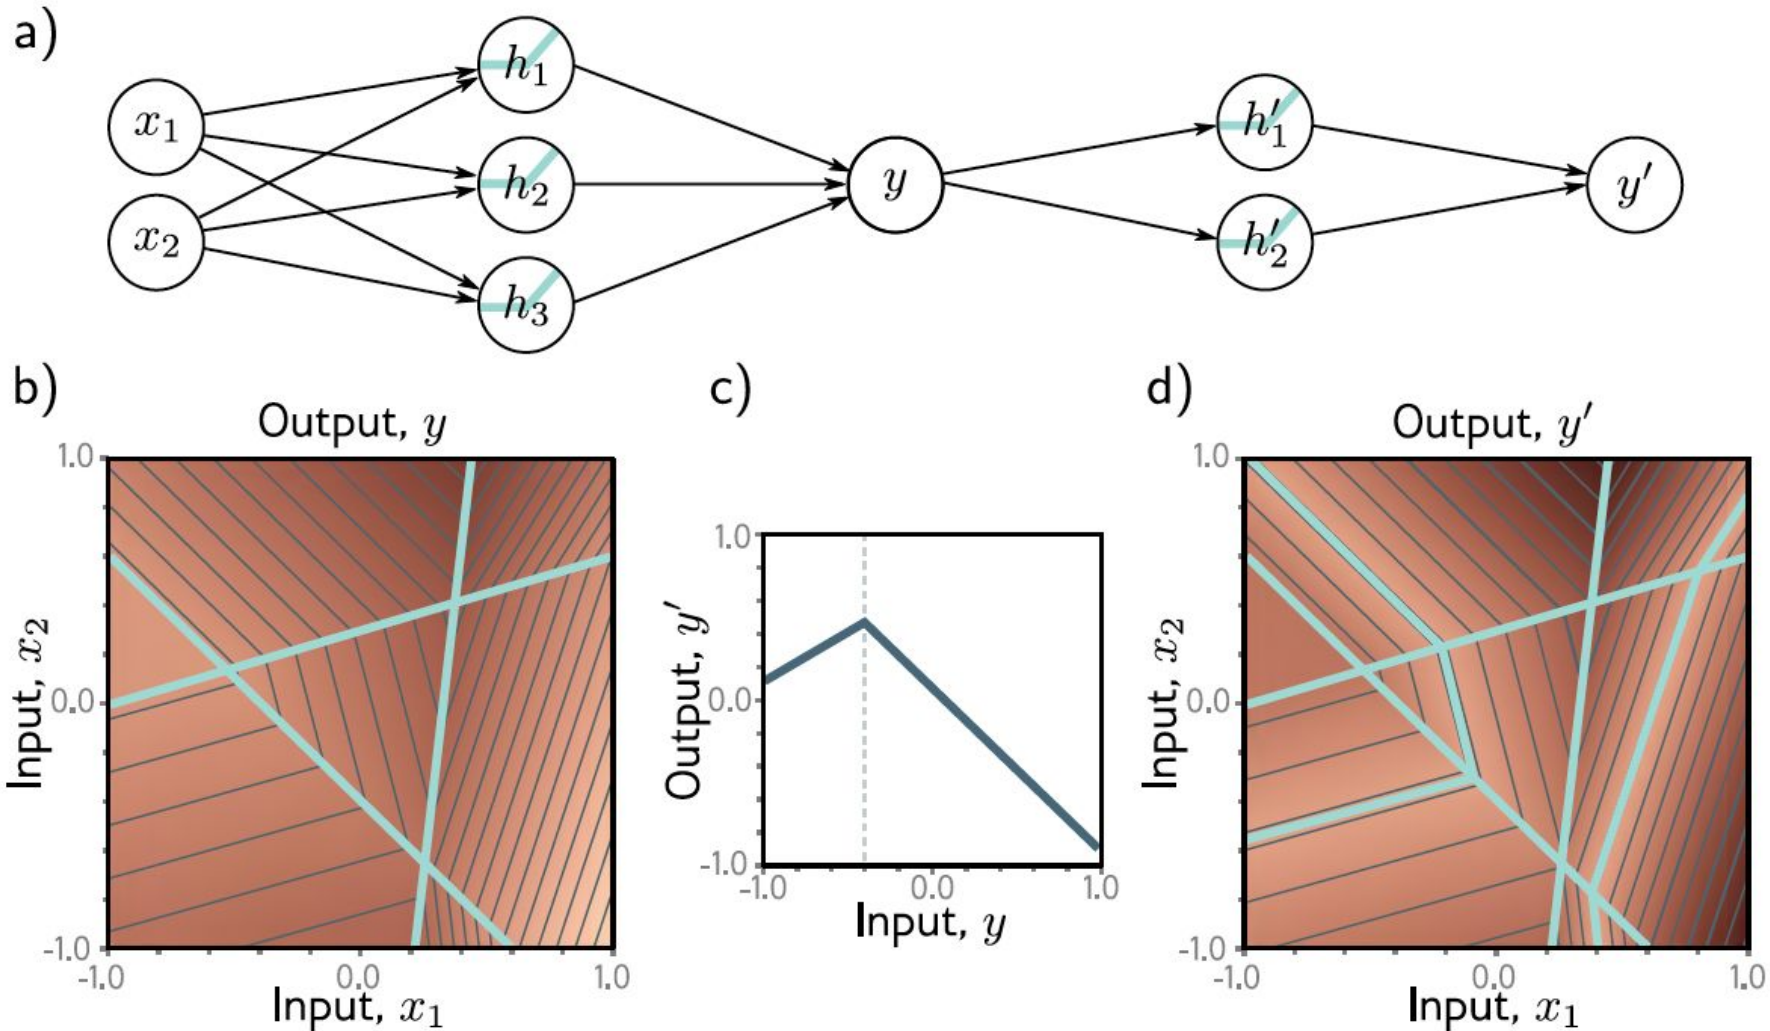 a)
x₁
x₂
h₁
h₂
h₃
y
h′₁
h′₂
y′
b)
Output, y
1.0
0.0
-1.0
Input, x₂
-1.0 0.0 1.0
Input, x₁
c)
1.0
0.0
-1.0
Output, y′
-1.0 0.0 1.0
Input, y
d)
Output, y′
1.0
0.0
-1.0
Input, x₂
-1.0 0.0 1.0
Input, x₁